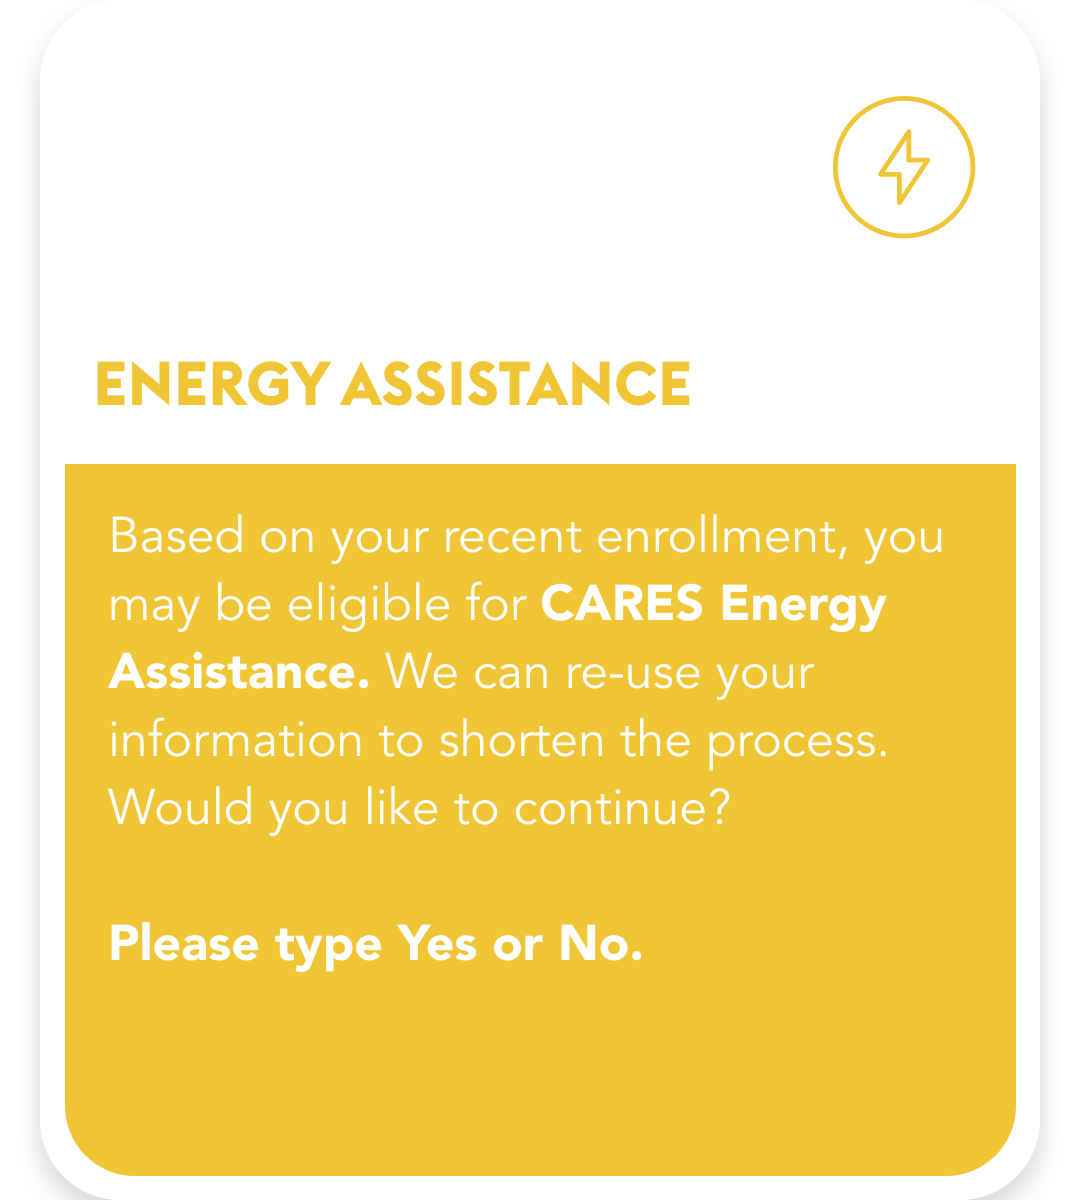 ENERGY ASSISTANCE
Based on your recent enrollment, you
may be eligible for CARES Energy
Assistance. We can re-use your
information to shorten the process.
Would you like to continue?
Please type Yes or No.